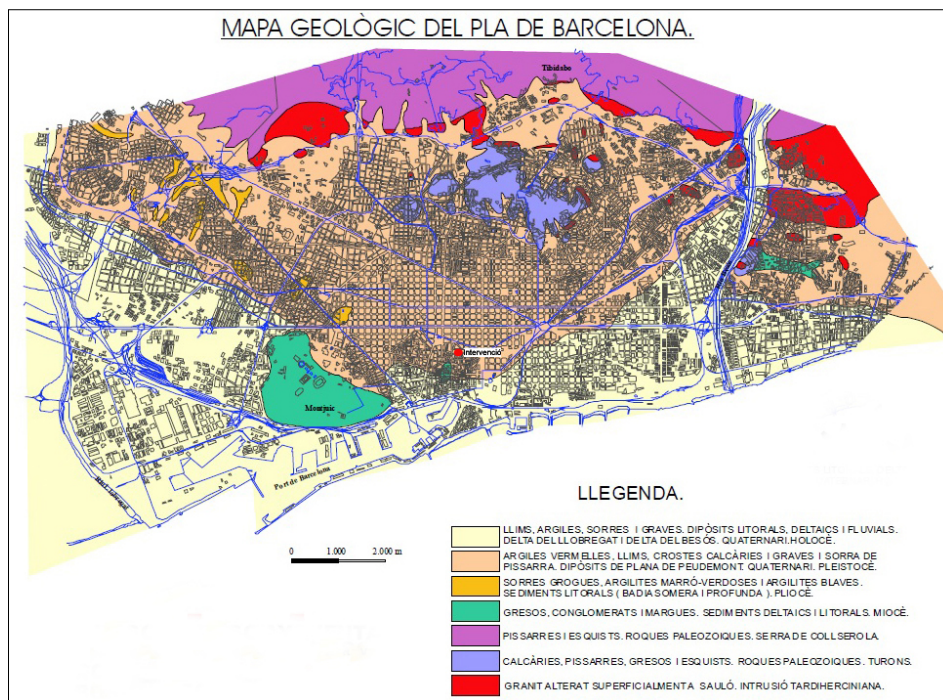 MAPA GEOLÒGIC DEL PLA DE BARCELONA.
Tibidabo
Intervenció
Montjuic
Port de Barcelona
0 1.000 2.000 m
LLEGENDA.
LLIMS, ARGILES, SORRES I GRAVES. DIPÒSITS LITORALS, DELTAICS I FLUVIALS.
DELTA DEL LLOBREGAT I DELTA DEL BESÒS. QUATERNARI. HOLOCÈ.
ARGILES VERMELLES, LLIMS, CROSTES CALCÀRIES I GRAVES I SORRA DE
PISSARRA. DIPÒSITS DE PLANA DE PEUDEMONT. QUATERNARI. PLEISTOCÈ.
SORRES GROGUES, ARGILITES MARRÓ-VERDOSES I ARGILITES BLAVES.
SEDIMENTS LITORALS ( BADIA SOMERA I PROFUNDA ). PLIOCÈ.
GRESOS, CONGLOMERATS I MARGUES. SEDIMENTS DELTAICS I LITORALS. MIOCÈ.
PISSARRES I ESQUISTS. ROQUES PALEOZOIQUES. SERRA DE COLLSEROLA.
CALCÀRIES, PISSARRES, GRESOS I ESQUISTS. ROQUES PALEOZOIQUES. TURONS.
GRANIT ALTERAT SUPERFICIALMENT A SAULÓ. INTRUSIÓ TARDIHERCINIANA.